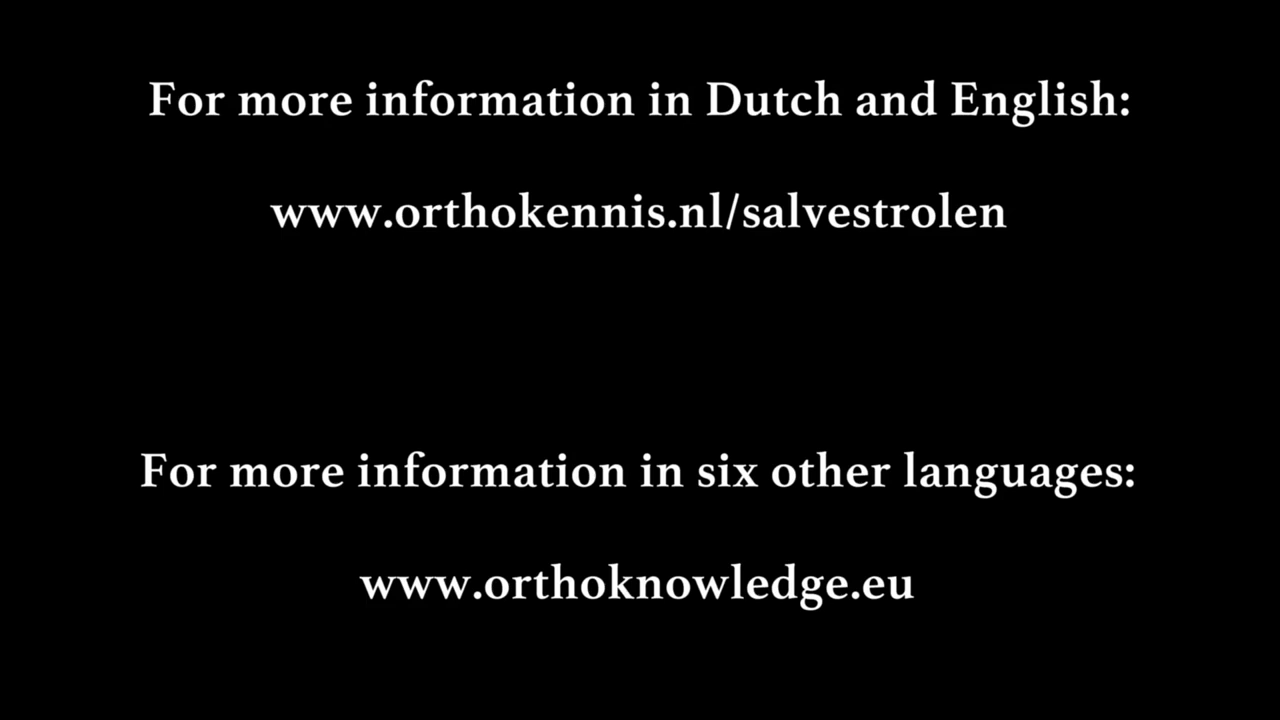 For more information in Dutch and English:
www.orthokennis.nl/salvestrolen
For more information in six other languages:
www.orthoknowledge.eu